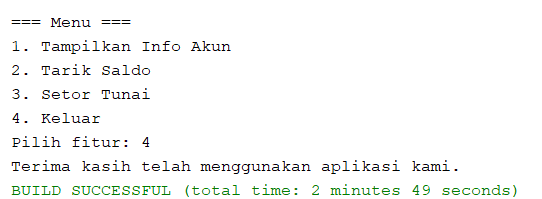 === Menu ===
1. Tampilkan Info Akun
2. Tarik Saldo
3. Setor Tunai
4. Keluar
Pilih fitur: 4
Terima kasih telah menggunakan aplikasi kami.
BUILD SUCCESSFUL (total time: 2 minutes 49 seconds)